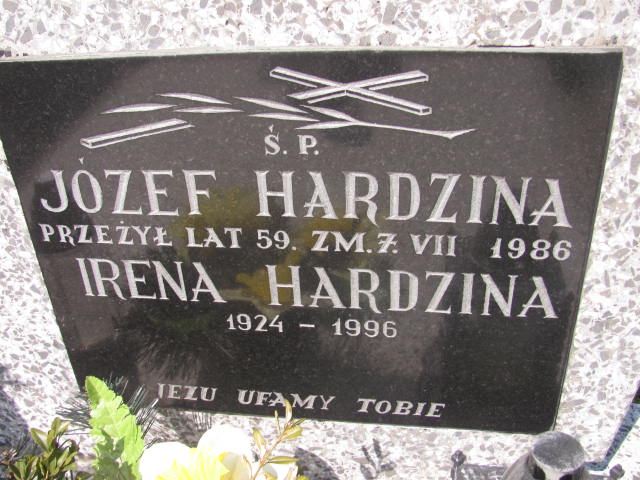 Ś. P.
JÓZEF HARDZINA
PRZEŻYŁ LAT 59. ZM. 7. VII 1986
IRENA HARDZINA
1924 - 1996
JEZU UFAMY TOBIE